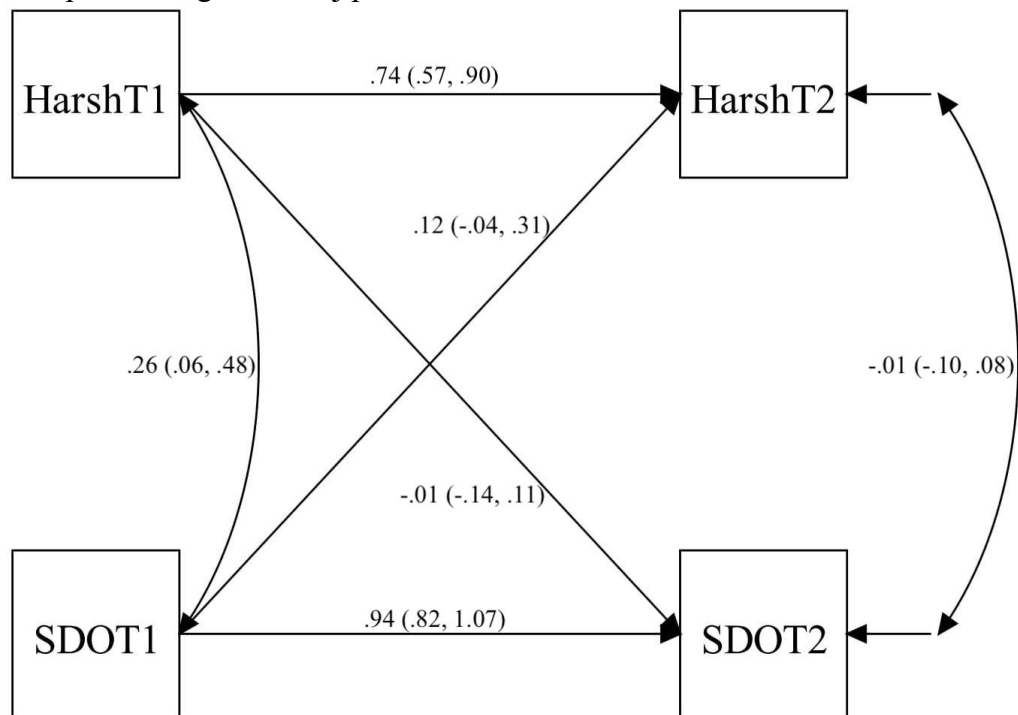 HarshT1
.74 (.57, .90)
HarshT2
.12 (-.04, .31)
.26 (.06, .48)
-.01 (-.10, .08)
-.01 (-.14, .11)
SDOT1
.94 (.82, 1.07)
SDOT2